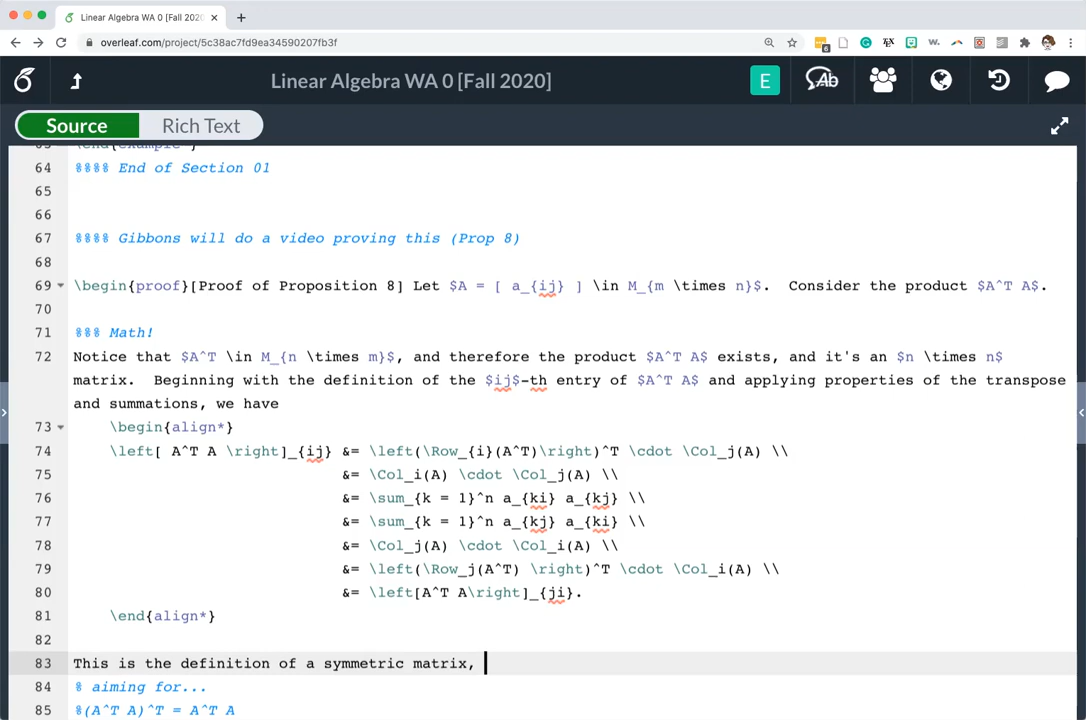 Linear Algebra WA 0 [Fall 2020
overleaf.com/project/5c38ac7fd9ea34590207fb3f
6
w.
Linear Algebra WA 0 [Fall 2020]
E
Ab
Source Rich Text
63 \end{example}
64 %%%% End of Section 01
65
66
67 %%%% Gibbons will do a video proving this (Prop 8)
68
69 \begin{proof}[Proof of Proposition 8] Let $A = [ a_{ij} ] \in M_{m \times n}$.  Consider the product $A^T A$.
70
71 %%% Math!
72 Notice that $A^T \in M_{n \times m}$, and therefore the product $A^T A$ exists, and it's an $n \times n$
matrix.  Beginning with the definition of the $ij$-th entry of $A^T A$ and applying properties of the transpose
and summations, we have
73 \begin{align*}
74 \left[ A^T A \right]_{ij} &= \left(\Row_{i}(A^T)\right)^T \cdot \Col_j(A) \\
75 &= \Col_i(A) \cdot \Col_j(A) \\
76 &= \sum_{k = 1}^n a_{ki} a_{kj} \\
77 &= \sum_{k = 1}^n a_{kj} a_{ki} \\
78 &= \Col_j(A) \cdot \Col_i(A) \\
79 &= \left(\Row_j(A^T) \right)^T \cdot \Col_i(A) \\
80 &= \left[A^T A\right]_{ji}.
81 \end{align*}
82
83 This is the definition of a symmetric matrix,
84 % aiming for...
85 %(A^T A)^T = A^T A